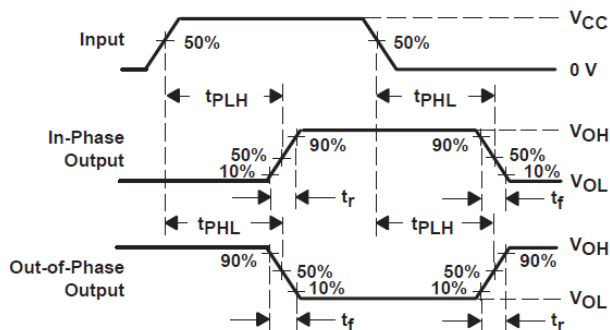 VCC
Input 50% 50%
0 V
tPLH tPHL
In-Phase Output 90% 90% VOH
50% 50%
10% 10% VOL
tr tf
tPHL tPLH
Out-of-Phase Output 90% 90% VOH
50% 50%
10% 10% VOL
tf tr